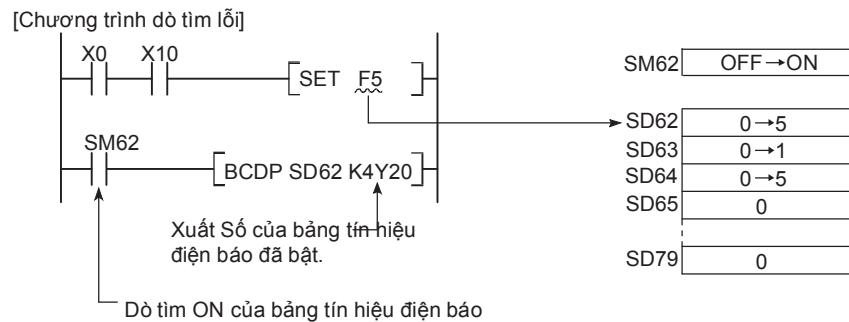 [Chương trình dò tìm lỗi]
X0 X10
SET F5
SM62
BCDP SD62 K4Y20
Xuất Số của bảng tín hiệu
điện báo đã bật.
Dò tìm ON của bảng tín hiệu điện báo
SM62 OFF→ON
SD62 0→5
SD63 0→1
SD64 0→5
SD65 0
SD79 0